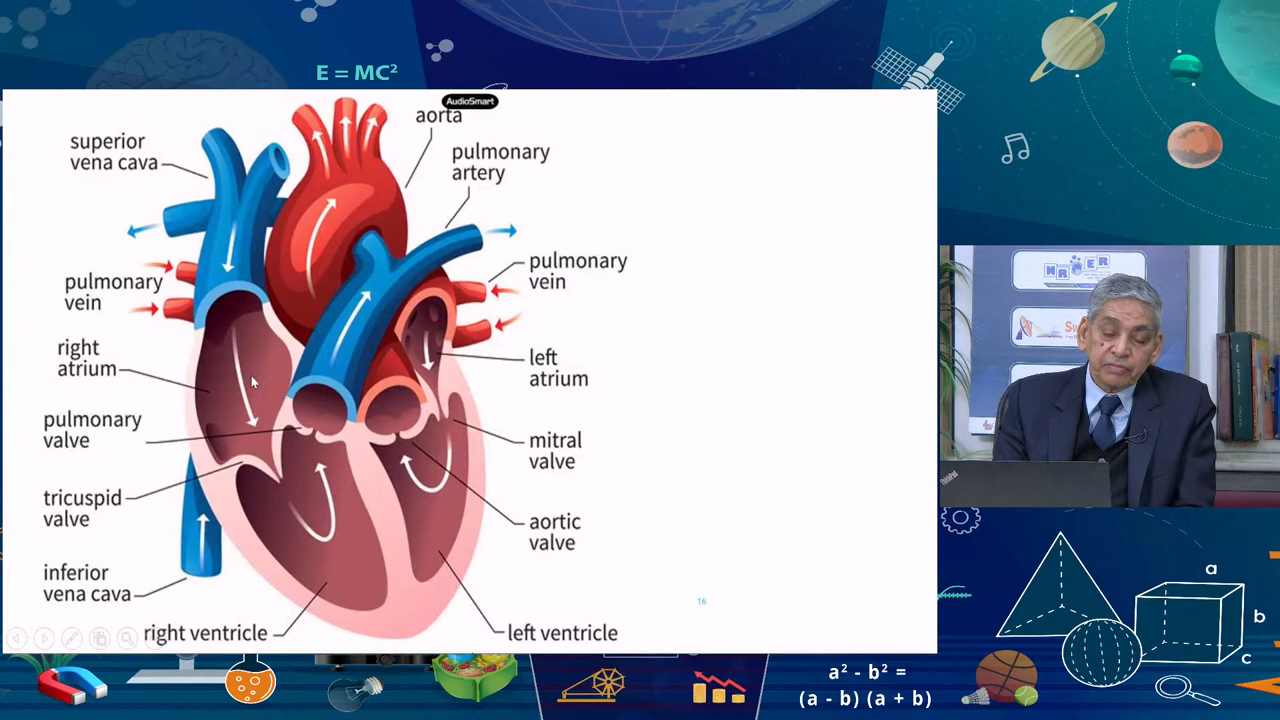 E = MC²
AudioSmart
aorta
superior
vena cava
pulmonary
artery
pulmonary
vein
pulmonary
vein
right
atrium
left
atrium
pulmonary
valve
mitral
valve
tricuspid
valve
aortic
valve
inferior
vena cava
16
right ventricle
left ventricle
ThinkPad
a
b
c
a² - b² =
(a - b) (a + b)